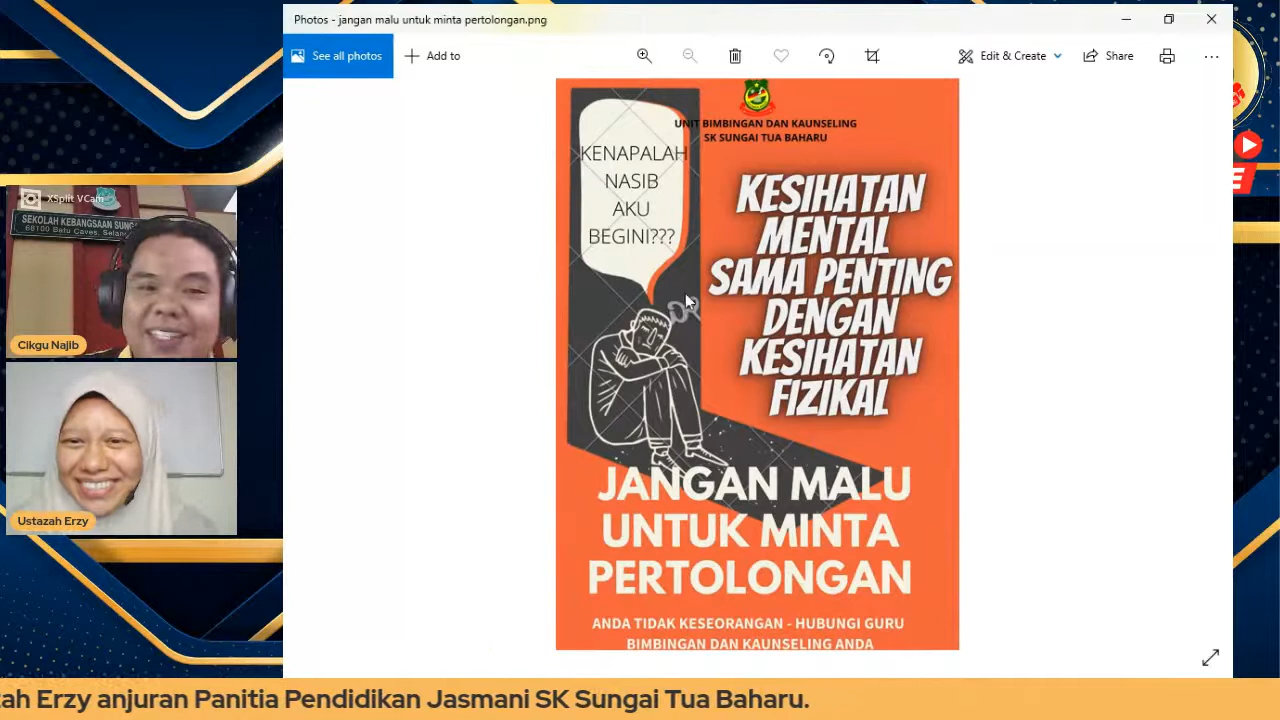 Photos - jangan malu untuk minta pertolongan.png
See all photos
Add to
Edit & Create
Share
UNIT BIMBINGAN DAN KAUNSELING
SK SUNGAI TUA BAHARU
KENAPALAH
NASIB
AKU
BEGINI???
KESIHATAN
MENTAL
SAMA PENTING
DENGAN
KESIHATAN
FIZIKAL
JANGAN MALU
UNTUK MINTA
PERTOLONGAN
ANDA TIDAK KESEORANGAN - HUBUNGI GURU
BIMBINGAN DAN KAUNSELING ANDA
XSplit VCam
SEKOLAH KEBANGSAAN SUNG
68100 Batu Caves, Selan
Cikgu Najib
Ustazah Erzy
zah Erzy anjuran Panitia Pendidikan Jasmani SK Sungai Tua Baharu.